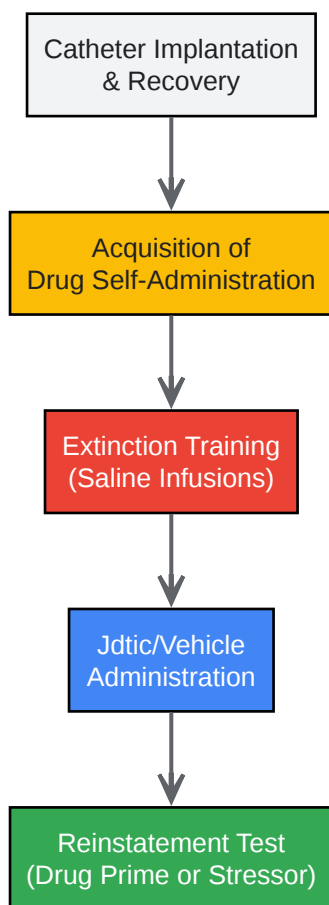 Catheter Implantation
& Recovery
Acquisition of
Drug Self-Administration
Extinction Training
(Saline Infusions)
Jdtic/Vehicle
Administration
Reinstatement Test
(Drug Prime or Stressor)